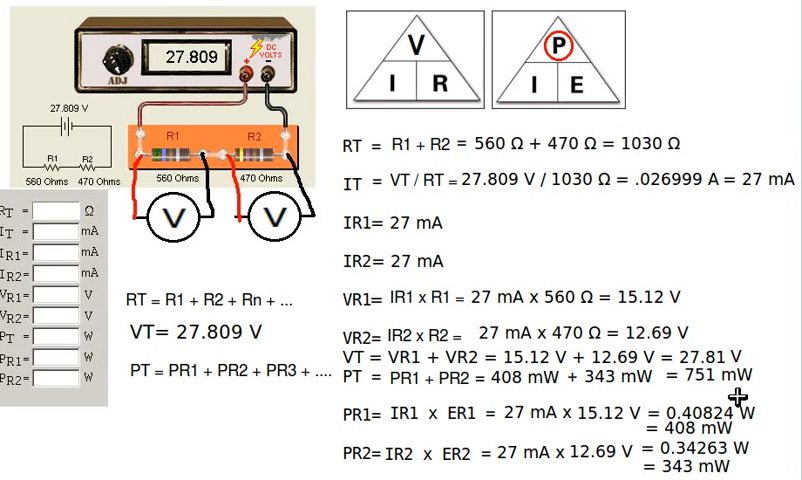 27.809
DC
VOLTS
+ -
ADJ
27.809 V
R1 R2
560 Ohms 470 Ohms
R1 R2
560 Ohms 470 Ohms
V V
RT Ω
IT mA
IR1 mA
IR2 mA
VR1 V
VR2 V
PT W
PR1 W
PR2 W
RT = R1 + R2 + Rn + ...
VT= 27.809 V
PT = PR1 + PR2 + PR3 + ....
V
I R
P
I E
RT = R1 + R2 = 560 Ω + 470 Ω = 1030 Ω
IT = VT / RT = 27.809 V / 1030 Ω = .026999 A = 27 mA
IR1= 27 mA
IR2= 27 mA
VR1= IR1 x R1 = 27 mA x 560 Ω = 15.12 V
VR2= IR2 x R2 = 27 mA x 470 Ω = 12.69 V
VT = VR1 + VR2 = 15.12 V + 12.69 V = 27.81 V
PT = PR1 + PR2 = 408 mW + 343 mW = 751 mW
PR1= IR1 x ER1 = 27 mA x 15.12 V = 0.40824 W
= 408 mW
PR2= IR2 x ER2 = 27 mA x 12.69 V = 0.34263 W
= 343 mW